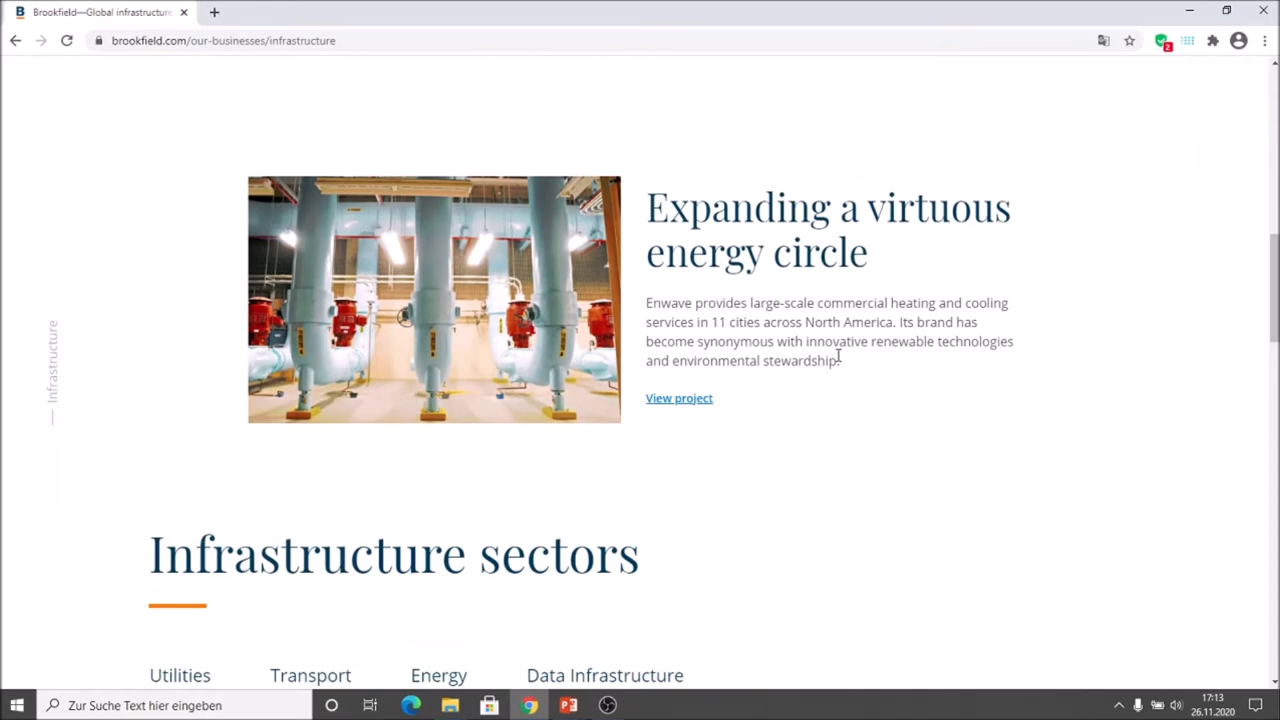 Brookfield—Global infrastructure
brookfield.com/our-businesses/infrastructure
2
Expanding a virtuous
energy circle
Enwave provides large-scale commercial heating and cooling
services in 11 cities across North America. Its brand has
become synonymous with innovative renewable technologies
and environmental stewardship.
View project
Infrastructure
Infrastructure sectors
Utilities Transport Energy Data Infrastructure
Zur Suche Text hier eingeben
17:13
26.11.2020